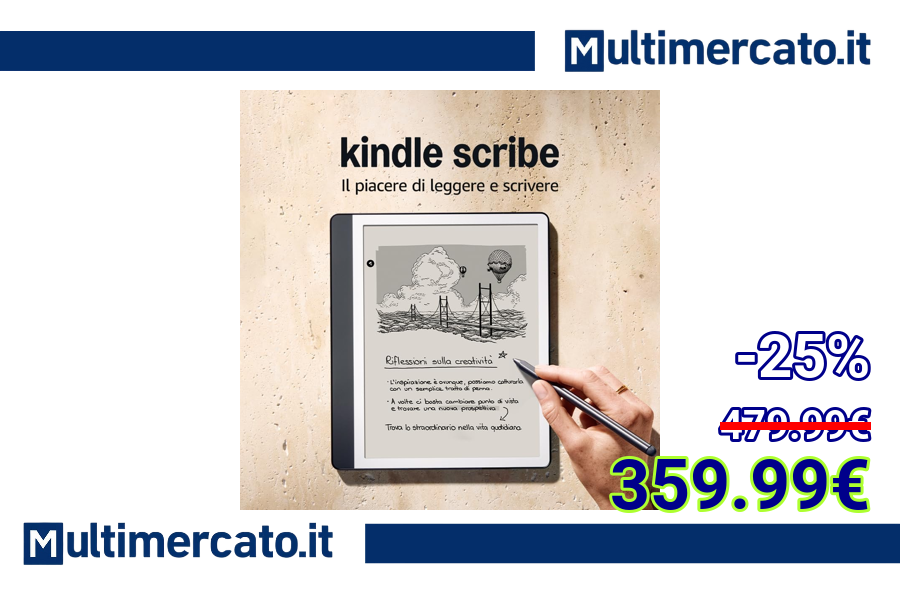 Multimercato.it
kindle scribe
Il piacere di leggere e scrivere
Riflessioni sulla creatività
• L'ispirazione è ovunque, possiamo catturarla
con un semplice tratto di penna.
• A volte ci basta cambiare punto di vista
e trovare una nuova prospettiva
Trova lo straordinario nella vita quotidiana.
-25%
479.99€
359.99€
Multimercato.it